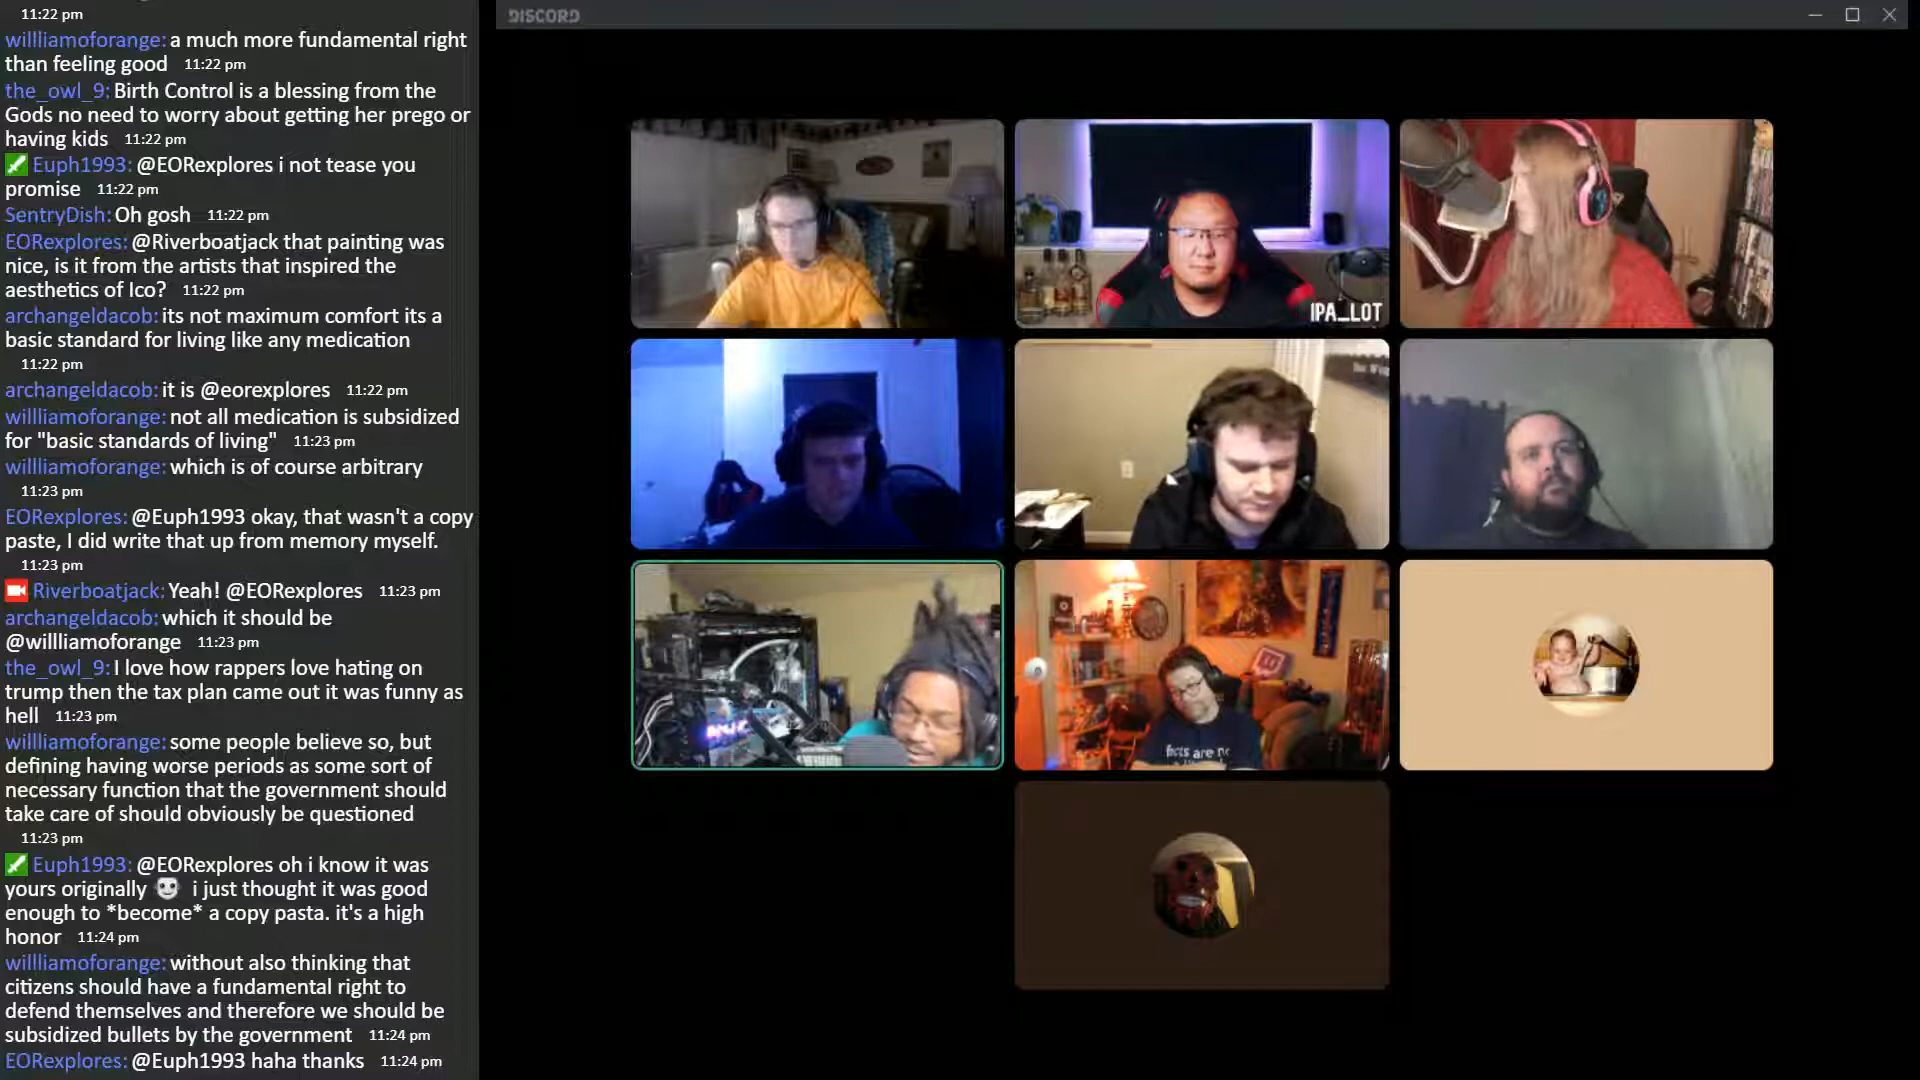 11:22 pm
DISCORD
willliamoforange: a much more fundamental right
than feeling good 11:22 pm
the_owl_9: Birth Control is a blessing from the
Gods no need to worry about getting her prego or
having kids 11:22 pm
Euph1993: @EORexplores i not tease you
promise 11:22 pm
SentryDish: Oh gosh 11:22 pm
EORexplores: @Riverboatjack that painting was
nice, is it from the artists that inspired the
aesthetics of Ico? 11:22 pm
archangeldacob: its not maximum comfort its a
basic standard for living like any medication
11:22 pm
archangeldacob: it is @eorexplores 11:22 pm
willliamoforange: not all medication is subsidized
for "basic standards of living" 11:23 pm
willliamoforange: which is of course arbitrary
11:23 pm
EORexplores: @Euph1993 okay, that wasn't a copy
paste, I did write that up from memory myself.
11:23 pm
Riverboatjack: Yeah! @EORexplores 11:23 pm
archangeldacob: which it should be
@willliamoforange 11:23 pm
the_owl_9: I love how rappers love hating on
trump then the tax plan came out it was funny as
hell 11:23 pm
willliamoforange: some people believe so, but
defining having worse periods as some sort of
necessary function that the government should
take care of should obviously be questioned
11:23 pm
Euph1993: @EORexplores oh i know it was
yours originally i just thought it was good
enough to *become* a copy pasta. it's a high
honor 11:24 pm
willliamoforange: without also thinking that
citizens should have a fundamental right to
defend themselves and therefore we should be
subsidized bullets by the government 11:24 pm
EORexplores: @Euph1993 haha thanks 11:24 pm
IPA_LOT
facts are